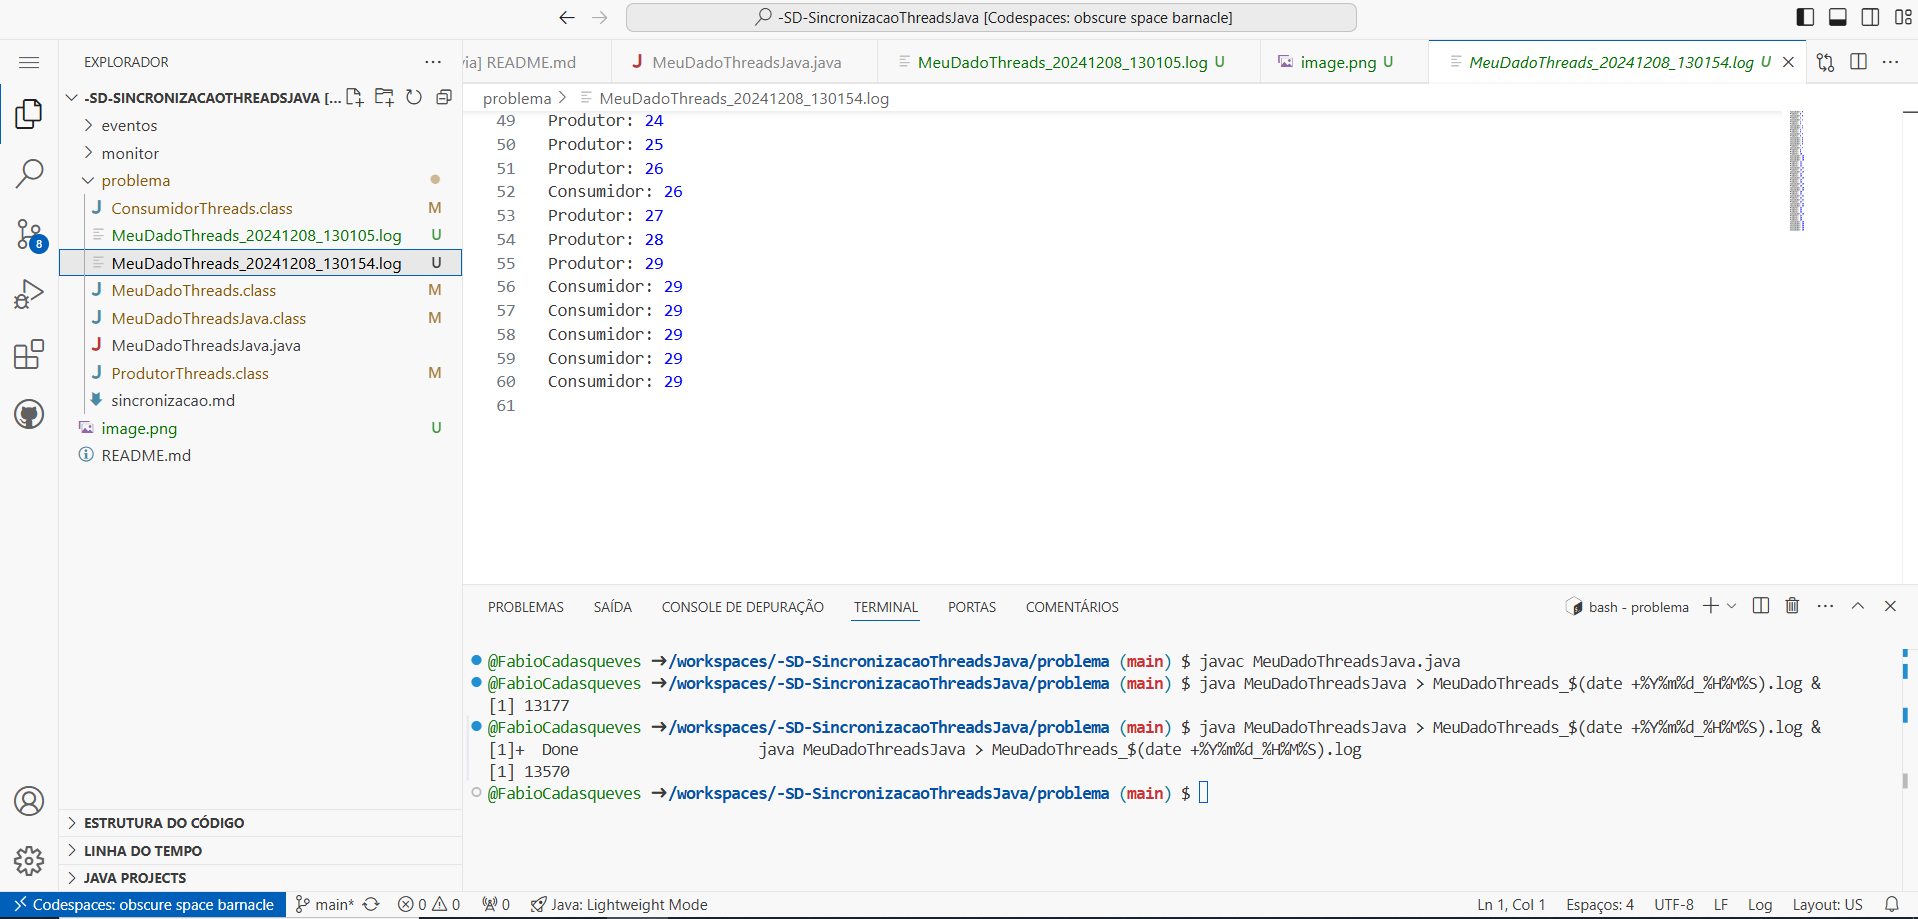 -SD-SincronizacaoThreadsJava [Codespaces: obscure space barnacle]
EXPLORADOR
-SD-SINCRONIZACAOTHREADSJAVA [...
eventos
monitor
problema
ConsumidorThreads.class M
MeuDadoThreads_20241208_130105.log U
MeuDadoThreads_20241208_130154.log U
MeuDadoThreads.class M
MeuDadoThreadsJava.class M
MeuDadoThreadsJava.java
ProdutorThreads.class M
sincronizacao.md
image.png U
README.md
ESTRUTURA DO CÓDIGO
LINHA DO TEMPO
JAVA PROJECTS
via] README.md
MeuDadoThreadsJava.java
MeuDadoThreads_20241208_130105.log U
image.png U
MeuDadoThreads_20241208_130154.log U
problema > MeuDadoThreads_20241208_130154.log
49 Produtor: 24
50 Produtor: 25
51 Produtor: 26
52 Consumidor: 26
53 Produtor: 27
54 Produtor: 28
55 Produtor: 29
56 Consumidor: 29
57 Consumidor: 29
58 Consumidor: 29
59 Consumidor: 29
60 Consumidor: 29
61
PROBLEMAS SAÍDA CONSOLE DE DEPURAÇÃO TERMINAL PORTAS COMENTÁRIOS
bash - problema
@FabioCadasqueves ➜/workspaces/-SD-SincronizacaoThreadsJava/problema (main) $ javac MeuDadoThreadsJava.java
@FabioCadasqueves ➜/workspaces/-SD-SincronizacaoThreadsJava/problema (main) $ java MeuDadoThreadsJava > MeuDadoThreads_$(date +%Y%m%d_%H%M%S).log &
[1] 13177
@FabioCadasqueves ➜/workspaces/-SD-SincronizacaoThreadsJava/problema (main) $ java MeuDadoThreadsJava > MeuDadoThreads_$(date +%Y%m%d_%H%M%S).log &
[1]+  Done                    java MeuDadoThreadsJava > MeuDadoThreads_$(date +%Y%m%d_%H%M%S).log
[1] 13570
@FabioCadasqueves ➜/workspaces/-SD-SincronizacaoThreadsJava/problema (main) $
8
Codespaces: obscure space barnacle main* 0 0 0 Java: Lightweight Mode Ln 1, Col 1 Espaços: 4 UTF-8 LF Log Layout: US